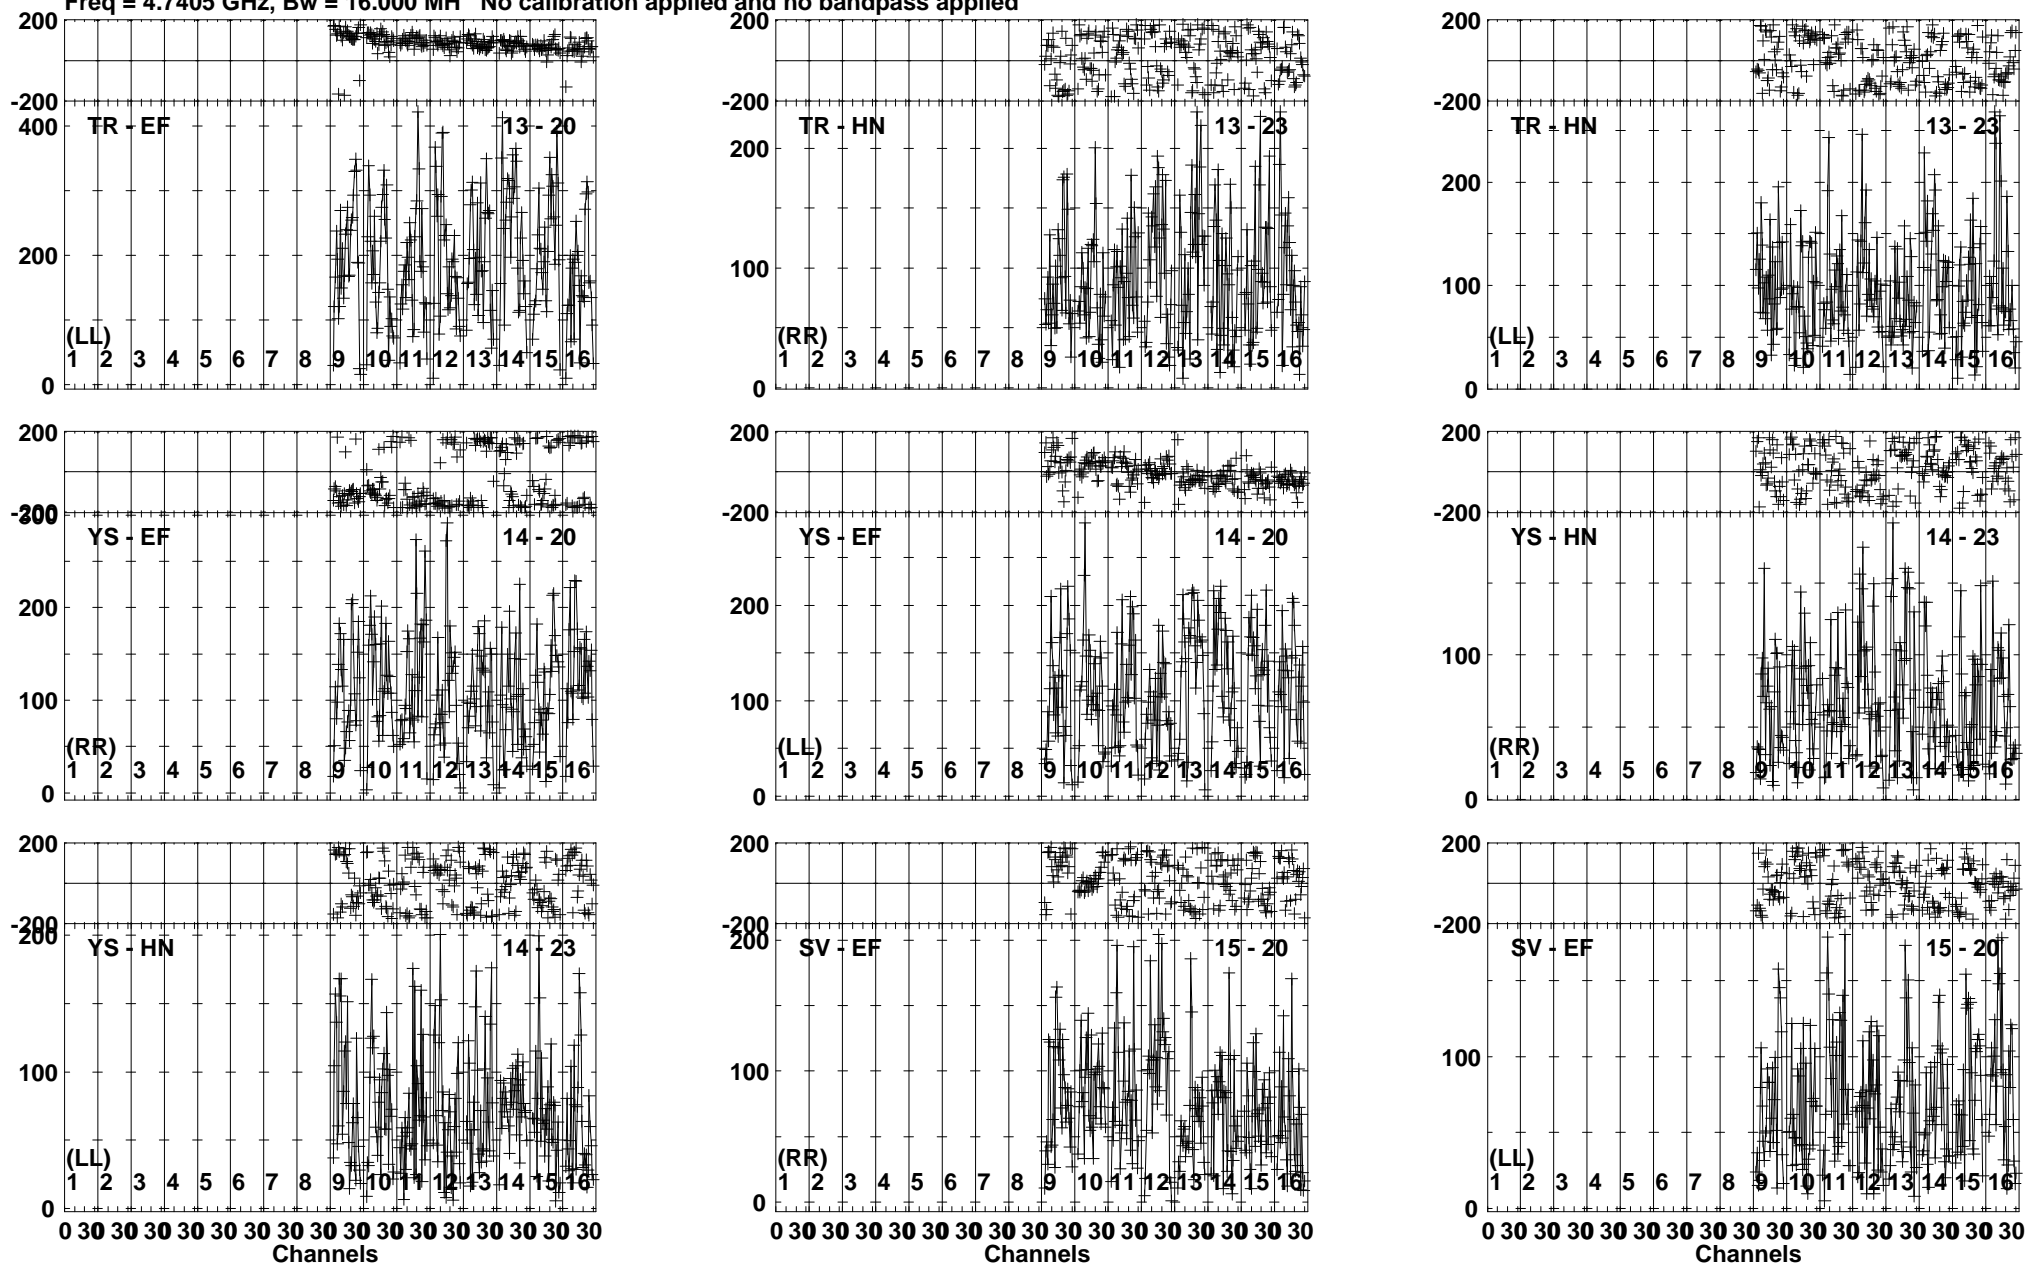 Freq = 4.7405 GHz, Bw = 16.000 MH No calibration applied and no bandpass applied
200 200 200
-200 -200 -200
TR - EF 13 - 20 TR - HN 13 - 23 TR - HN 13 - 23
400 200 200
200 100 100
(LL) (RR) (LL)
1 2 3 4 5 6 7 8 9 10 11 12 13 14 15 16 1 2 3 4 5 6 7 8 9 10 11 12 13 14 15 16 1 2 3 4 5 6 7 8 9 10 11 12 13 14 15 16
0 0 0
200 200 200
-200 -200 -200
300
YS - EF 14 - 20 YS - EF 14 - 20 YS - HN 14 - 23
200 200
100 100 100
(RR) (LL) (RR)
1 2 3 4 5 6 7 8 9 10 11 12 13 14 15 16 1 2 3 4 5 6 7 8 9 10 11 12 13 14 15 16 1 2 3 4 5 6 7 8 9 10 11 12 13 14 15 16
0 0 0
200 200 200
-200 -200 -200
200 200
YS - HN 14 - 23 SV - EF 15 - 20 SV - EF 15 - 20
100 100 100
(LL) (RR) (LL)
1 2 3 4 5 6 7 8 9 10 11 12 13 14 15 16 1 2 3 4 5 6 7 8 9 10 11 12 13 14 15 16 1 2 3 4 5 6 7 8 9 10 11 12 13 14 15 16
0 0 0
0 30 30 30 30 30 30 30 30 30 30 30 30 30 30 30 30 0 30 30 30 30 30 30 30 30 30 30 30 30 30 30 30 30 0 30 30 30 30 30 30 30 30 30 30 30 30 30 30 30 30
Channels Channels Channels